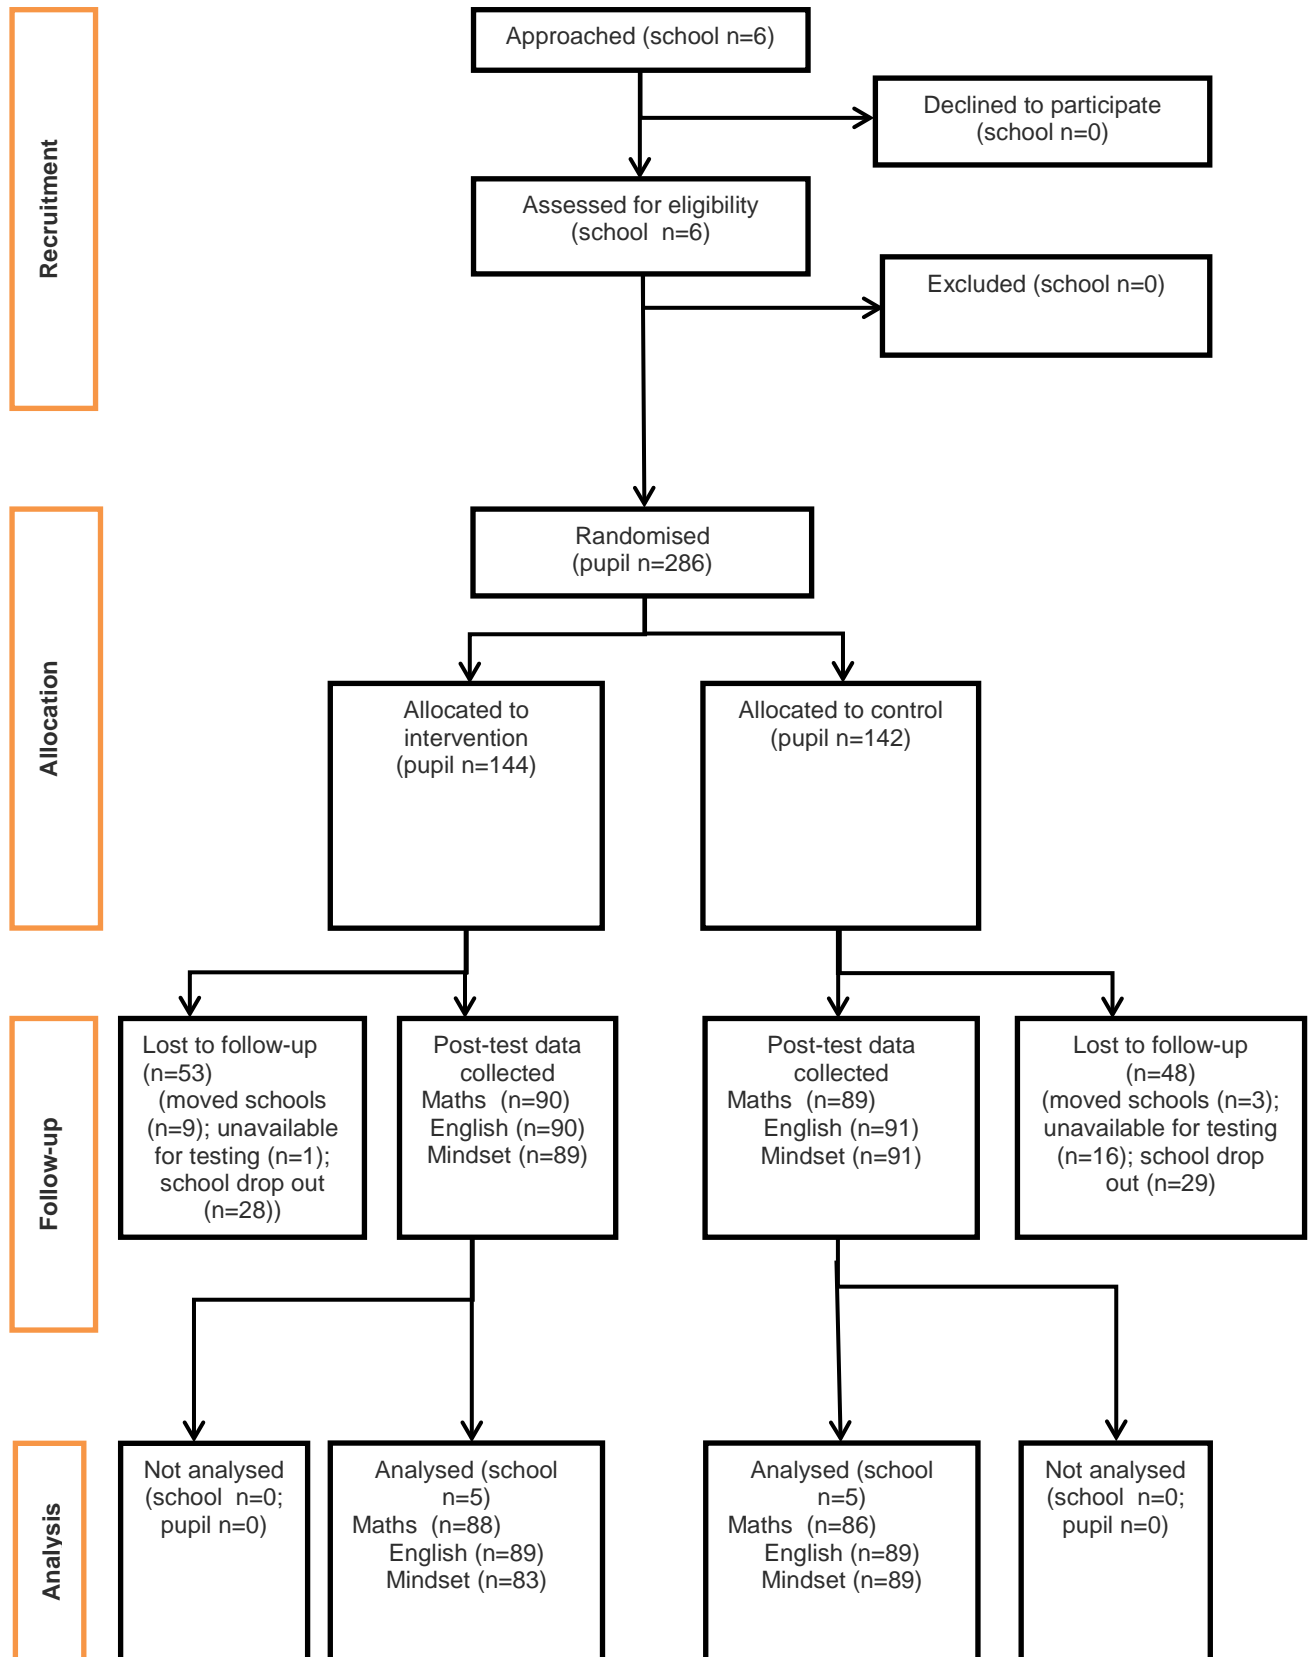 Recruitment
Approached (school n=6)
Declined to participate
(school n=0)
Assessed for eligibility
(school  n=6)
Excluded (school n=0)
Allocation
Randomised
(pupil n=286)
Allocated to
intervention
(pupil n=144)
Allocated to control
(pupil n=142)
Follow-up
Lost to follow-up
(n=53)
(moved schools
(n=9); unavailable
for testing (n=1);
school drop out
(n=28))
Post-test data
collected
Maths  (n=90)
English (n=90)
Mindset (n=89)
Post-test data
collected
Maths  (n=89)
English (n=91)
Mindset (n=91)
Lost to follow-up
(n=48)
(moved schools (n=3);
unavailable for testing
(n=16); school drop
out (n=29)
Analysis
Not analysed
(school  n=0;
pupil n=0)
Analysed (school
n=5)
Maths  (n=88)
English (n=89)
Mindset (n=83)
Analysed (school
n=5)
Maths  (n=86)
English (n=89)
Mindset (n=89)
Not analysed
(school  n=0;
pupil n=0)